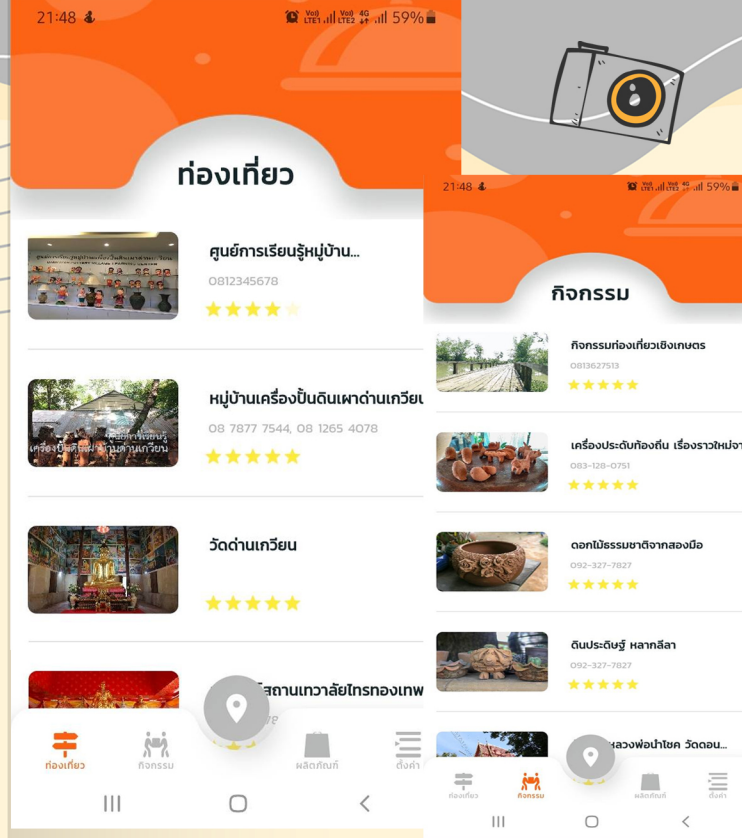 21:48
Vo)) LTE1 Vo)) LTE2 4G 59%
ท่องเที่ยว
ศูนย์การเรียนรู้หมู่บ้าน...
0812345678
หมู่บ้านเครื่องปั้นดินเผาด่านเกวียน
08 7877 7544, 08 1265 4078
วัดด่านเกวียน
สถานเทวาลัยไทรทองเทพ
ท่องเที่ยว
กิจกรรม
ผลิตภัณฑ์
ตั้งค่า
21:48
59%
กิจกรรม
กิจกรรมท่องเที่ยวเชิงเกษตร
0813627513
เครื่องประดับท้องถิ่น เรื่องราวใหม่จา
083-128-0751
ดอกไม้ธรรมชาติจากสองมือ
092-327-7827
ดินประดิษฐ์ หลากลีลา
092-327-7827
หลวงพ่อนำโชค วัดดอน...
ท่องเที่ยว
กิจกรรม
ผลิตภัณฑ์
ตั้งค่า